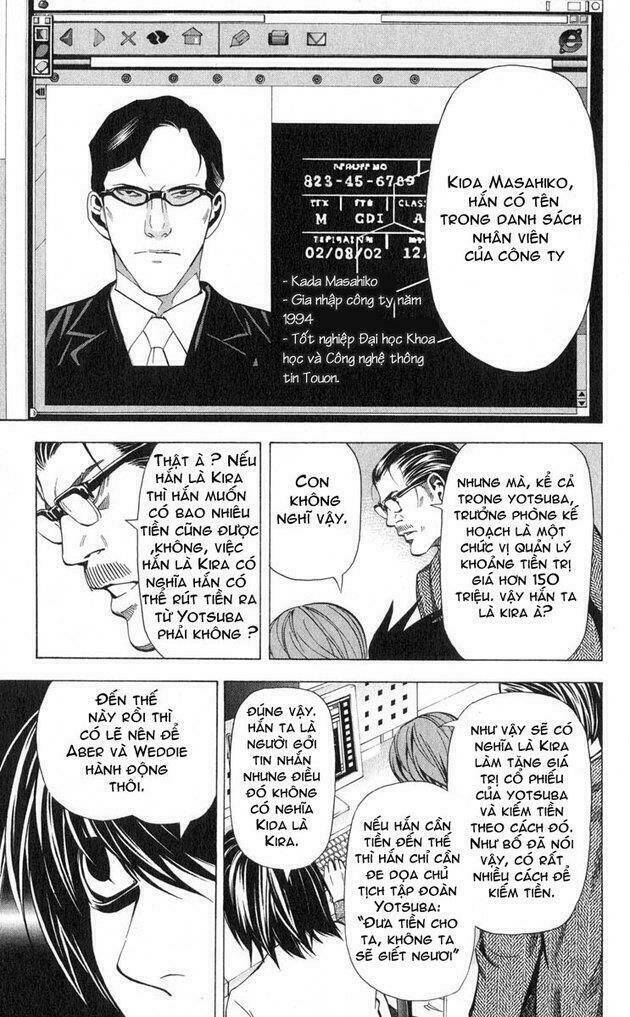 KIDA MASAHIKO,
HẮN CÓ TÊN
TRONG DANH SÁCH
NHÂN VIÊN
CỦA CÔNG TY
823-45-6789
CLAS
M GDI A
02/08/02 12/
- Kada Masahiko
- Gia nhập công ty năm
1994
- Tốt nghiệp Đại học Khoa
học và Công nghệ thông
tin Touon.
NHƯNG MÀ, KỂ CẢ
TRONG YOTSUBA,
TRƯỞNG PHÒNG KẾ
HOẠCH LÀ MỘT
CHỨC VỊ QUẢN LÝ
KHOẢNG TIỀN TRỊ
GIÁ HƠN 150
TRIỆU. VẬY HẮN TA
LÀ KIRA À?
CON
KHÔNG
NGHĨ VẬY.
THẬT À ? NẾU
HẮN LÀ KIRA
THÌ HẮN MUỐN
CÓ BAO NHIÊU
TIỀN CŨNG ĐƯỢC
,KHÔNG, VIỆC
HẮN LÀ KIRA CÓ
NGHĨA HẮN CÓ
THỂ RÚT TIỀN RA
TỪ YOTSUBA
PHẢI KHÔNG ?
NHƯ VẬY SẼ CÓ
NGHĨA LÀ KIRA
LÀM TĂNG GIÁ
TRỊ CỔ PHIẾU
CỦA YOTSUBA
VÀ KIẾM TIỀN
THEO CÁCH ĐÓ.
NHƯ BỐ ĐÃ NÓI
VẬY, CÓ RẤT
NHIỀU CÁCH ĐỂ
KIẾM TIỀN.
NẾU HẮN CẦN
TIỀN ĐẾN THẾ
THÌ HẮN CHỈ CẦN
ĐE DỌA CHỦ
TỊCH TẬP ĐOÀN
YOTSUBA:
"ĐƯA TIỀN CHO
TA, KHÔNG TA
SẼ GIẾT NGƯƠI"
ĐÚNG VẬY.
HẮN TA LÀ
NGƯỜI GỞI
TIN NHẮN
NHƯNG ĐIỀU
ĐÓ KHÔNG
CÓ NGHĨA
KIDA LÀ
KIRA.
ĐẾN THẾ
NÀY RỒI THÌ
CÓ LẼ NÊN ĐỂ
ABER VÀ WEDDIE
HÀNH ĐỘNG
THÔI.